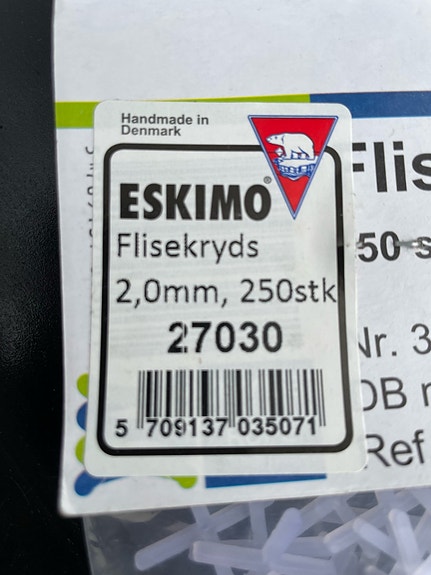 Handmade in
Denmark
ESKIMO®
Flisekryds
2,0mm, 250stk
27030
5 709137 035071
Flis
50 s
Nr. 3
DB n
Ref